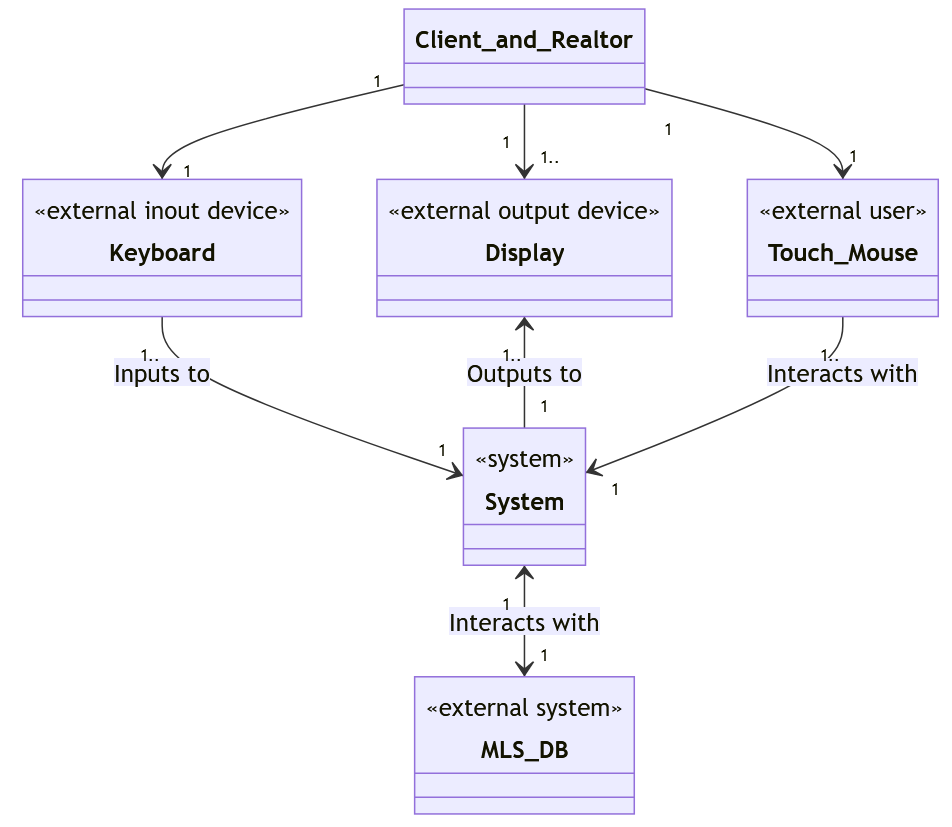 Client_and_Realtor
1
1
1
1..
1
1
«external inout device»
Keyboard
«external output device»
Display
«external user»
Touch_Mouse
1..
Inputs to
1
1..
Outputs to
1
1..
Interacts with
1
«system»
System
1
Interacts with
1
«external system»
MLS_DB